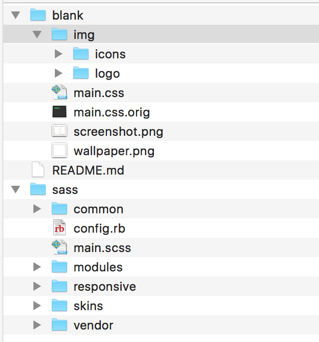 blank
img
icons
logo
main.css
main.css.orig
screenshot.png
wallpaper.png
README.md
sass
common
rb config.rb
main.scss
modules
responsive
skins
vendor